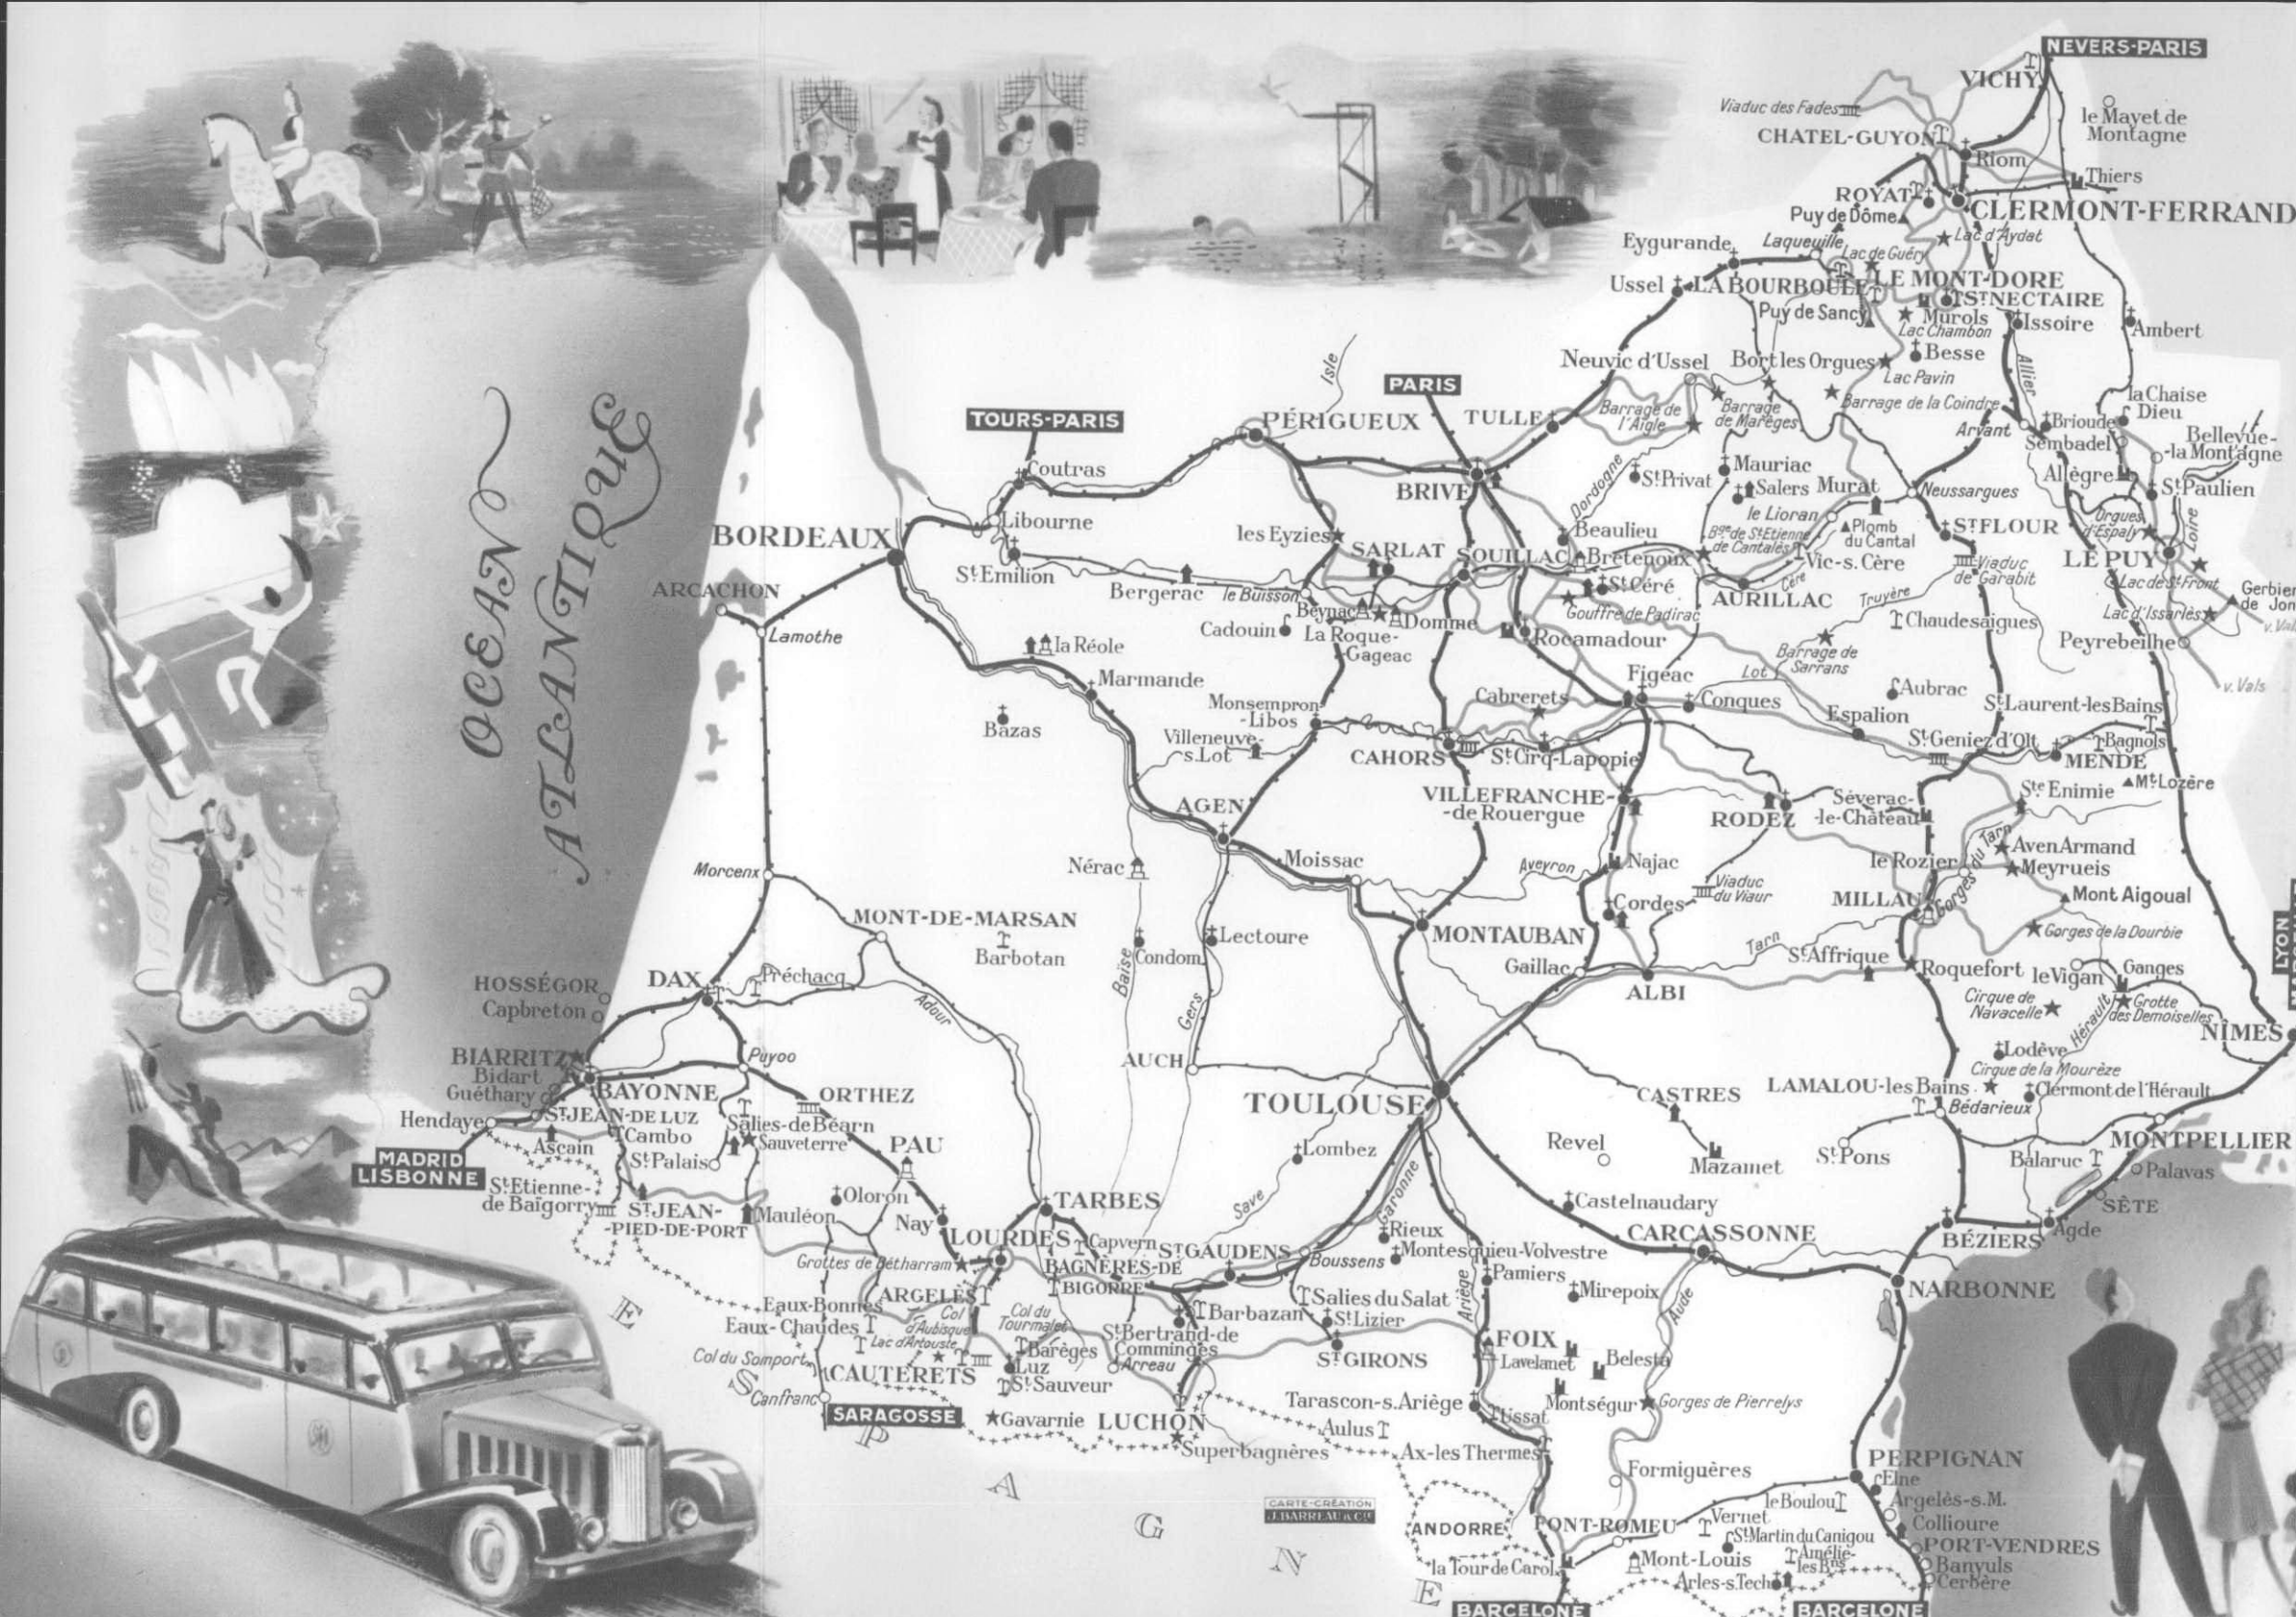 NEVERS-PARIS
VICHY
Viaduc des Fades
le Mayet de
Montagne
CHATEL-GUYON
Riom
Thiers
ROYAT
CLERMONT-FERRAND
Puy de Dôme
Lac d'Aydat
Eygurande
Laqueuille
Lac de Guéry
Ussel
LA BOURBOULE
LE MONT-DORE
ST NECTAIRE
Puy de Sancy
Murols
Lac Chambon
Issoire
Ambert
Neuvic d'Ussel
Bort les Orgues
Besse
Lac Pavin
Allier
Isle
PARIS
TOURS-PARIS
PÉRIGUEUX
TULLE
Barrage de
l'Aigle
Barrage
de Marèges
Barrage de la Coindre
la Chaise
Dieu
Arvant
Brioude
Sembadel
Bellevue-
-la Montagne
Coutras
BRIVE
Dordogne
St Privat
Mauriac
Salers
Murat
Neussargues
Allègre
St Paulien
OCEAN
ATLANTIQUE
BORDEAUX
Libourne
les Eyzies
SARLAT
SOUILLAC
Beaulieu
Bretenoux
le Lioran
Bge de St Etienne
de Cantalès
Plomb
du Cantal
ST FLOUR
Orgues
d'Espaly
Loire
LE PUY
St Emilion
Bergerac
le Buisson
St Céré
Vic-s.Cère
Viaduc
de Garabit
Lac de St Front
ARCACHON
Beynac
Domme
Gouffre de Padirac
AURILLAC
Cère
Truyère
Chaudesaigues
Lac d'Issarlès
Gerbier
de Jon
v. Val
Lamothe
Cadouin
La Roque-
-Gageac
Rocamadour
Barrage de
Sarrans
Peyrebeilhe
la Réole
Marmande
Figeac
Lot
v. Vals
Bazas
Monsempron-
-Libos
Cabrerets
Conques
Aubrac
Espalion
St Laurent-les Bains
Villeneuve-
-s.Lot
CAHORS
St Cirq-Lapopie
St Geniez d'Olt
Bagnols
MENDE
AGEN
VILLEFRANCHE-
-de Rouergue
RODEZ
Séverac-
-le-Château
Ste Enimie
Mt Lozère
Nérac
Moissac
Aveyron
Najac
Viaduc
du Viaur
le Rozier
Gorges du Tarn
Aven Armand
Meyrueis
Morcenx
MILLAU
Mont Aigoual
MONT-DE-MARSAN
Barbotan
Condom
Lectoure
MONTAUBAN
Cordes
Gorges de la Dourbie
Tarn
St Affrique
Roquefort
le Vigan
Ganges
LYON
HOSSÉGOR
Capbreton
DAX
Préchacq
Adour
Baïse
Gers
Gaillac
ALBI
Cirque de
Navacelle
Hérault
Grotte
des Demoiselles
NÎMES
BIARRITZ
Bidart
Guéthary
BAYONNE
Puyoo
AUCH
Lodève
Cirque de la Mourèze
Hendaye
ST JEAN-DE LUZ
ORTHEZ
TOULOUSE
CASTRES
LAMALOU-les Bains
Clermont de l'Hérault
Bédarieux
Ascain
Cambo
Salies-de-Béarn
Sauveterre
PAU
Lombez
Revel
Mazamet
St Pons
MONTPELLIER
MADRID
LISBONNE
St Palais
Balaruc
Palavas
St Etienne-
de Baïgorry
ST JEAN-
-PIED-DE-PORT
Mauléon
Oloron
Nay
TARBES
Save
Garonne
Castelnaudary
SÈTE
LOURDES
Capvern
ST GAUDENS
Rieux
Montesquieu-Volvestre
CARCASSONNE
BÉZIERS
Agde
Grottes de Bétharram
BAGNÈRES-DE
BIGORRE
Boussens
Pamiers
Mirepoix
NARBONNE
Eaux-Bonnes
Eaux-Chaudes
ARGELÈS
Col
d'Aubisque
Col du
Tourmalet
Barbazan
Salies du Salat
St Lizier
Ariège
Aude
Lac d'Artouste
St Bertrand-de
Comminges
Barèges
Arreau
ST GIRONS
FOIX
Lavelanet
Belesta
Col du Somport
Canfranc
CAUTERETS
Luz
St Sauveur
SARAGOSSE
Gavarnie
LUCHON
Superbagnères
Tarascon-s.Ariège
Ussat
Montségur
Gorges de Pierrelys
Aulus
Ax-les Thermes
Formiguères
PERPIGNAN
Elne
le Boulou
Argelès-s.M.
Collioure
CARTE-CRÉATION
J. BARREAU & Cie
ANDORRE
FONT-ROMEU
Vernet
St Martin du Canigou
PORT-VENDRES
la Tour de Carol
Mont-Louis
Amélie-
les Bns
Banyuls
Arles-s.Tech
Cerbère
BARCELONE
BARCELONE
ESPAGNE